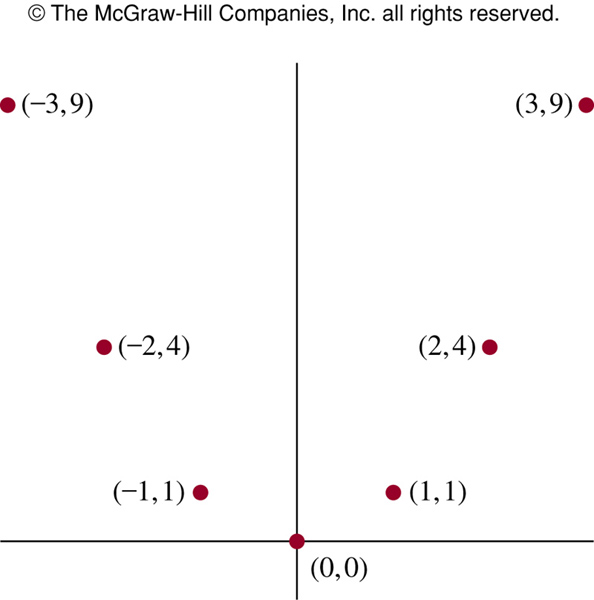 © The McGraw-Hill Companies, Inc. all rights reserved.
(−3,9) (3,9)
(−2,4) (2,4)
(−1,1) (1,1)
(0,0)